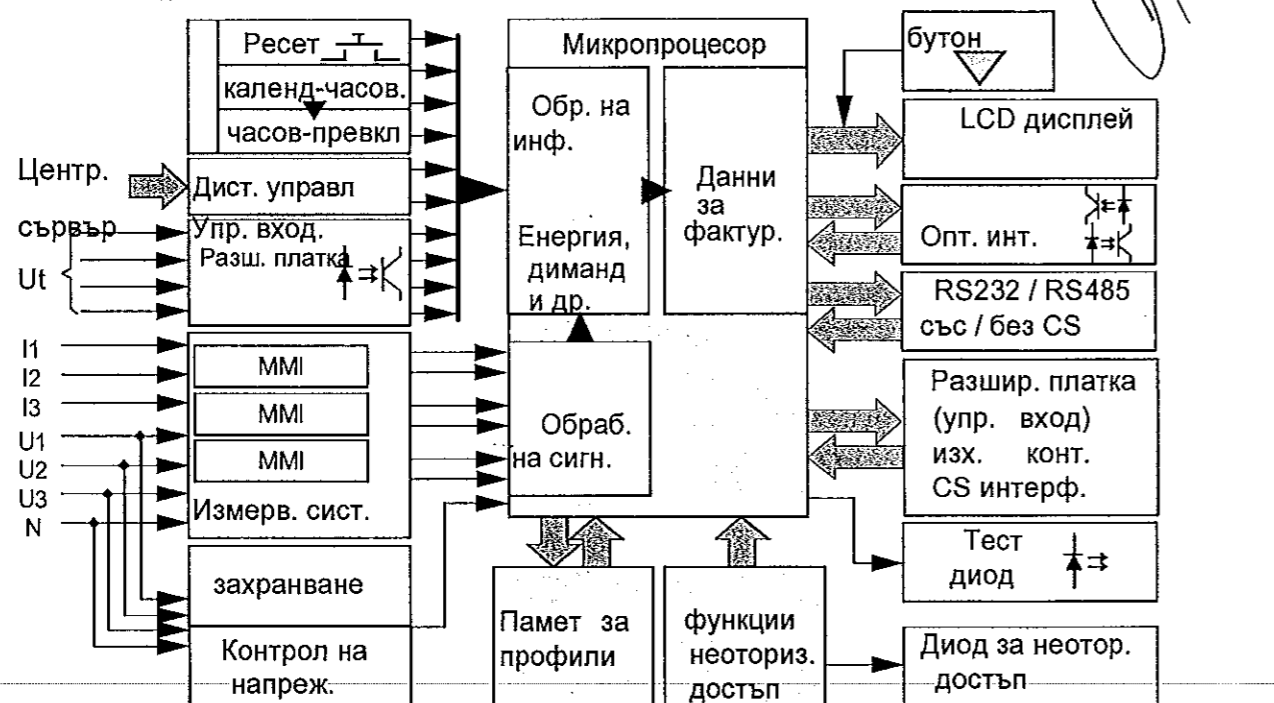 Ресет
календ-часов.
часов-превкл
Центр.
сървър
Дист. управл
Упр. вход.
Разш. платка
Ut
I1
I2
I3
U1
U2
U3
N
MMI
MMI
MMI
Измерв. сист.
захранване
Контрол на
напреж.
Микропроцесор
Обр. на
инф.
Енергия,
диманд
и др.
Данни
за
фактур.
Обраб.
на сигн.
Памет за
профили
функции
неоториз.
достъп
бутон
LCD дисплей
Опт. инт.
RS232 / RS485
със / без CS
Разшир. платка
(упр. вход)
изх. конт.
CS интерф.
Тест
диод
Диод за неотор.
достъп